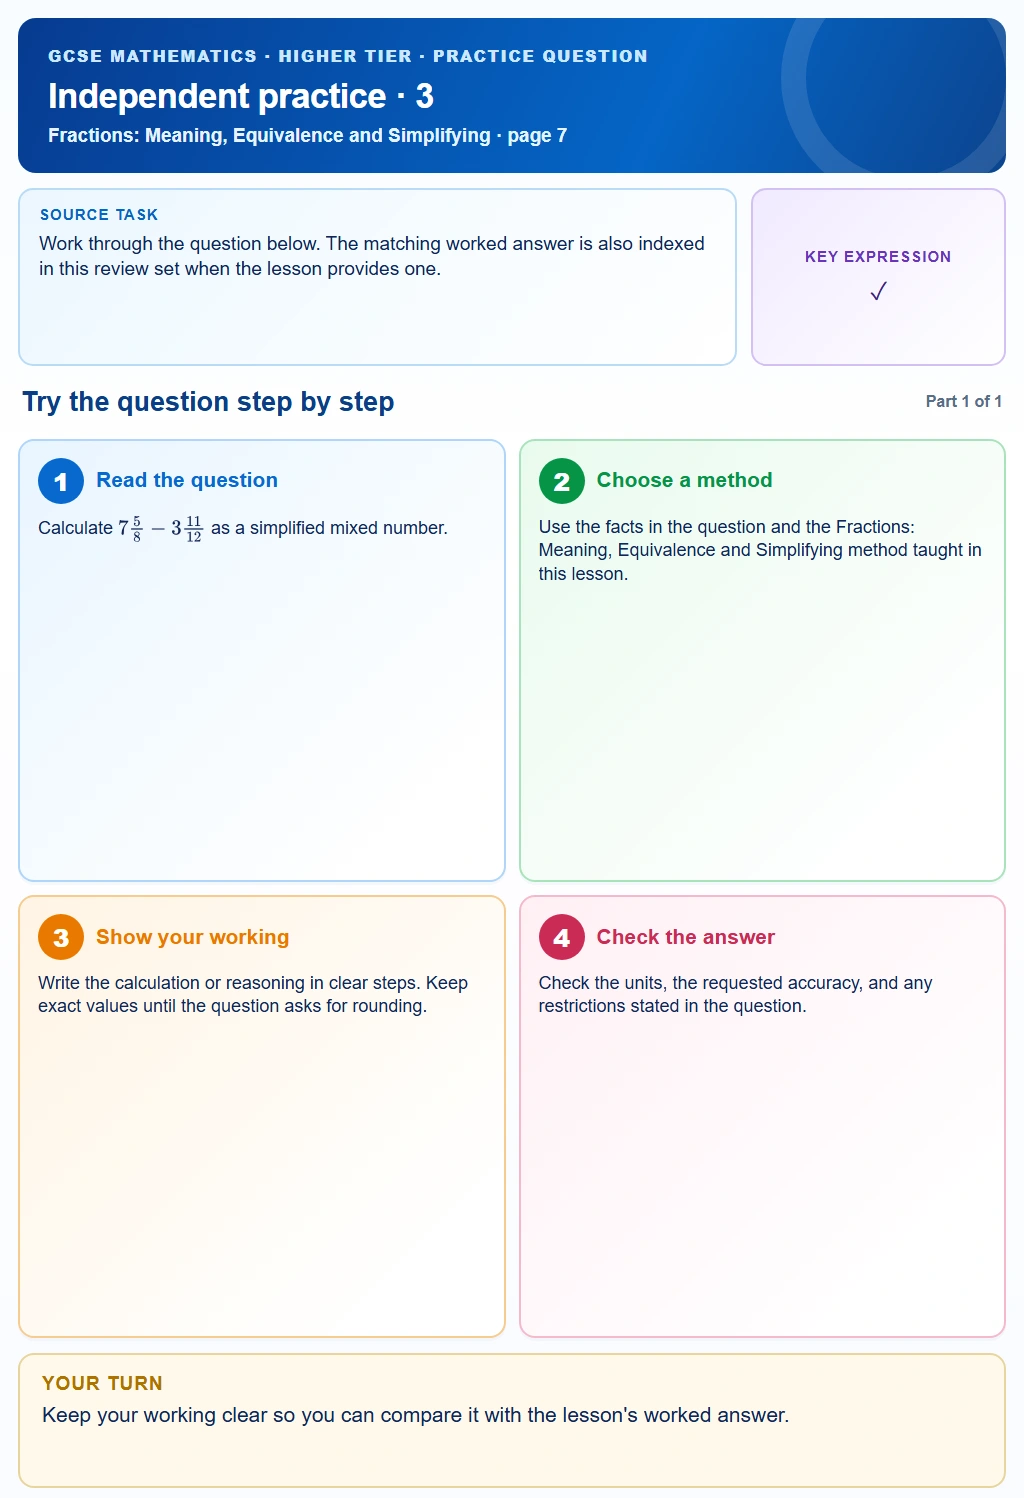 GCSE MATHEMATICS · HIGHER TIER · PRACTICE QUESTION
Independent practice · 3
Fractions: Meaning, Equivalence and Simplifying · page 7
SOURCE TASK
Work through the question below. The matching worked answer is also indexed
in this review set when the lesson provides one.
KEY EXPRESSION
✓
Try the question step by step
Part 1 of 1
1 Read the question
Calculate 7 5/8 − 3 11/12 as a simplified mixed number.
2 Choose a method
Use the facts in the question and the Fractions:
Meaning, Equivalence and Simplifying method taught in
this lesson.
3 Show your working
Write the calculation or reasoning in clear steps. Keep
exact values until the question asks for rounding.
4 Check the answer
Check the units, the requested accuracy, and any
restrictions stated in the question.
YOUR TURN
Keep your working clear so you can compare it with the lesson's worked answer.